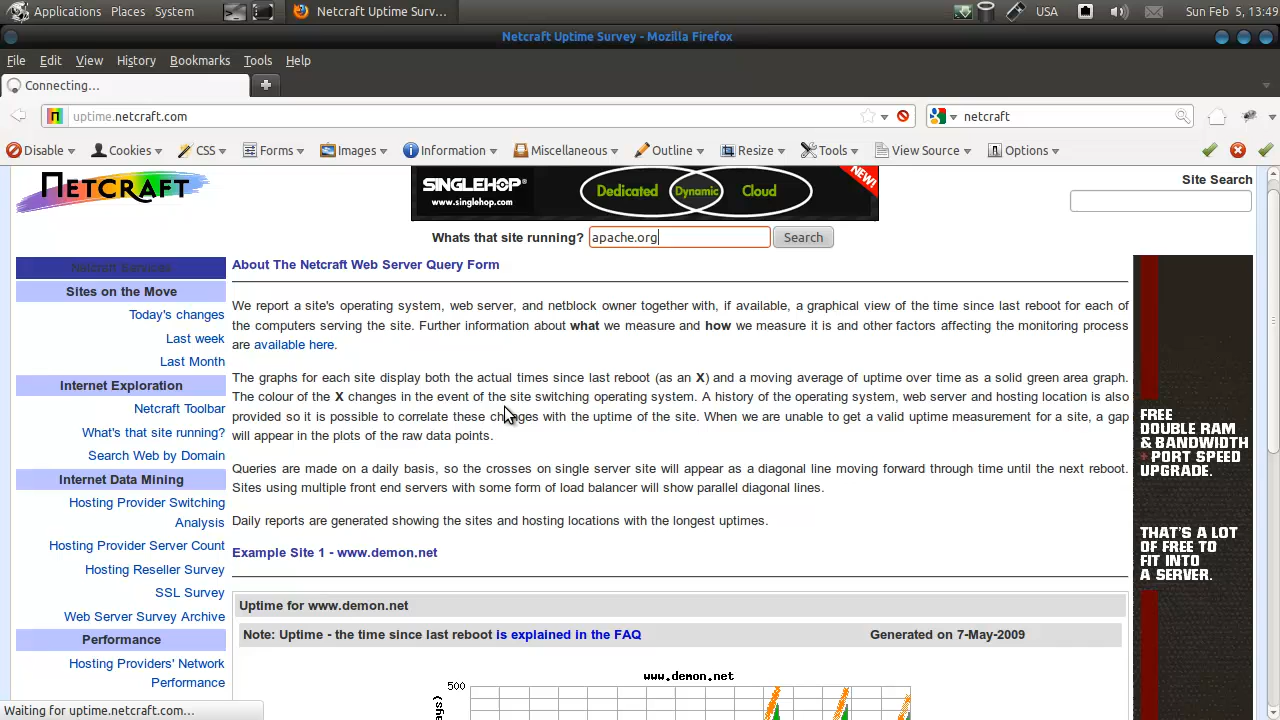 Applications Places System Netcraft Uptime Surv... USA Sun Feb 5, 13:49
Netcraft Uptime Survey - Mozilla Firefox
File Edit View History Bookmarks Tools Help
Connecting...
uptime.netcraft.com netcraft
Disable Cookies CSS Forms Images Information Miscellaneous Outline Resize Tools View Source Options
NETCRAFT
SINGLEHOP®
www.singlehop.com
Dedicated Dynamic Cloud
NEW!
Site Search
Whats that site running? apache.org Search
Netcraft Services
Sites on the Move
Today's changes
Last week
Last Month
Internet Exploration
Netcraft Toolbar
What's that site running?
Search Web by Domain
Internet Data Mining
Hosting Provider Switching
Analysis
Hosting Provider Server Count
Hosting Reseller Survey
SSL Survey
Web Server Survey Archive
Performance
Hosting Providers' Network
Performance
About The Netcraft Web Server Query Form
We report a site's operating system, web server, and netblock owner together with, if available, a graphical view of the time since last reboot for each of
the computers serving the site. Further information about what we measure and how we measure it is and other factors affecting the monitoring process
are available here.
The graphs for each site display both the actual times since last reboot (as an X) and a moving average of uptime over time as a solid green area graph.
The colour of the X changes in the event of the site switching operating system. A history of the operating system, web server and hosting location is also
provided so it is possible to correlate these changes with the uptime of the site. When we are unable to get a valid uptime measurement for a site, a gap
will appear in the plots of the raw data points.
Queries are made on a daily basis, so the crosses on single server site will appear as a diagonal line moving forward through time until the next reboot.
Sites using multiple front end servers with some form of load balancer will show parallel diagonal lines.
Daily reports are generated showing the sites and hosting locations with the longest uptimes.
Example Site 1 - www.demon.net
Uptime for www.demon.net
Note: Uptime - the time since last reboot is explained in the FAQ Generated on 7-May-2009
www.demon.net
500
FREE
DOUBLE RAM
& BANDWIDTH
+ PORT SPEED
UPGRADE.
THAT'S A LOT
OF FREE TO
FIT INTO
A SERVER.
Waiting for uptime.netcraft.com...